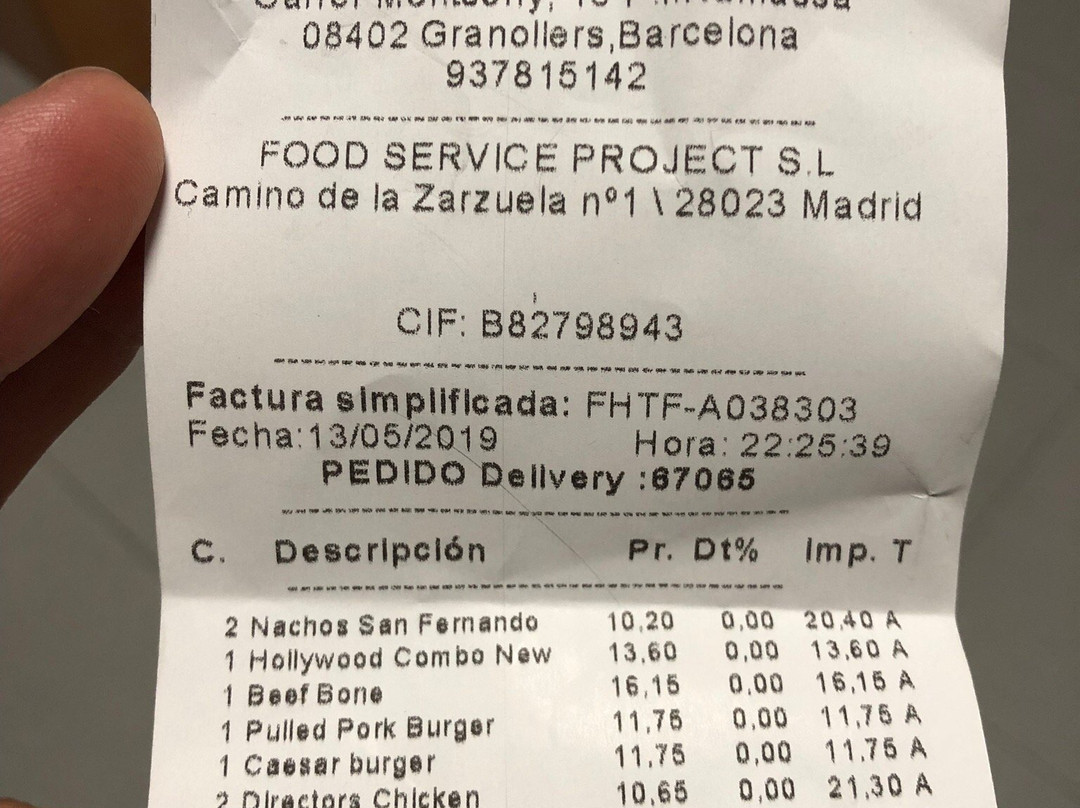 08402 Granollers,Barcelona
937815142
FOOD SERVICE PROJECT S.L
Camino de la Zarzuela nº1 \ 28023 Madrid
CIF: B82798943
Factura simplificada: FHTF-A038303
Fecha:13/05/2019 Hora: 22:25:39
PEDIDO Delivery :67065
C. Descripción Pr. Dt% Imp. T
2 Nachos San Fernando 10,20 0,00 20,40 A
1 Hollywood Combo New 13,60 0,00 13,60 A
1 Beef Bone 16,15 0,00 16,15 A
1 Pulled Pork Burger 11,75 0,00 11,75 A
1 Caesar burger 11,75 0,00 11,75 A
2 Directors Chicken 10,65 0,00 21,30 A